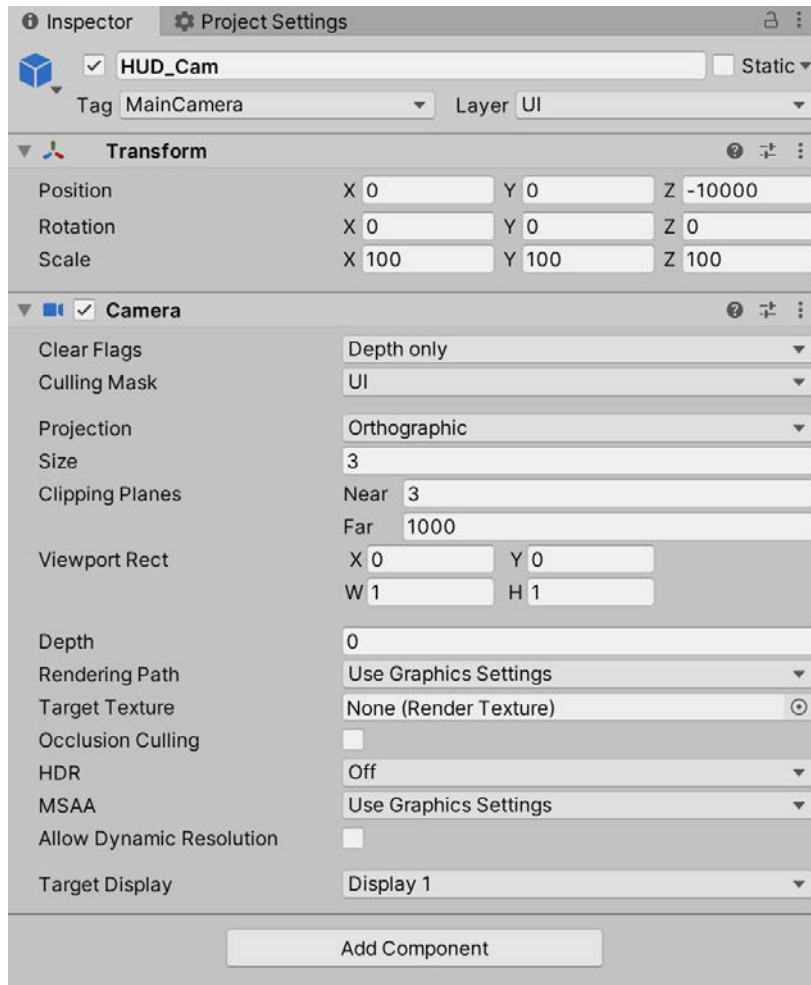 Inspector Project Settings
HUD_Cam Static
Tag MainCamera Layer UI
Transform
Position X 0 Y 0 Z -10000
Rotation X 0 Y 0 Z 0
Scale X 100 Y 100 Z 100
Camera
Clear Flags Depth only
Culling Mask UI
Projection Orthographic
Size 3
Clipping Planes Near 3
Far 1000
Viewport Rect X 0 Y 0
W 1 H 1
Depth 0
Rendering Path Use Graphics Settings
Target Texture None (Render Texture)
Occlusion Culling
HDR Off
MSAA Use Graphics Settings
Allow Dynamic Resolution
Target Display Display 1
Add Component